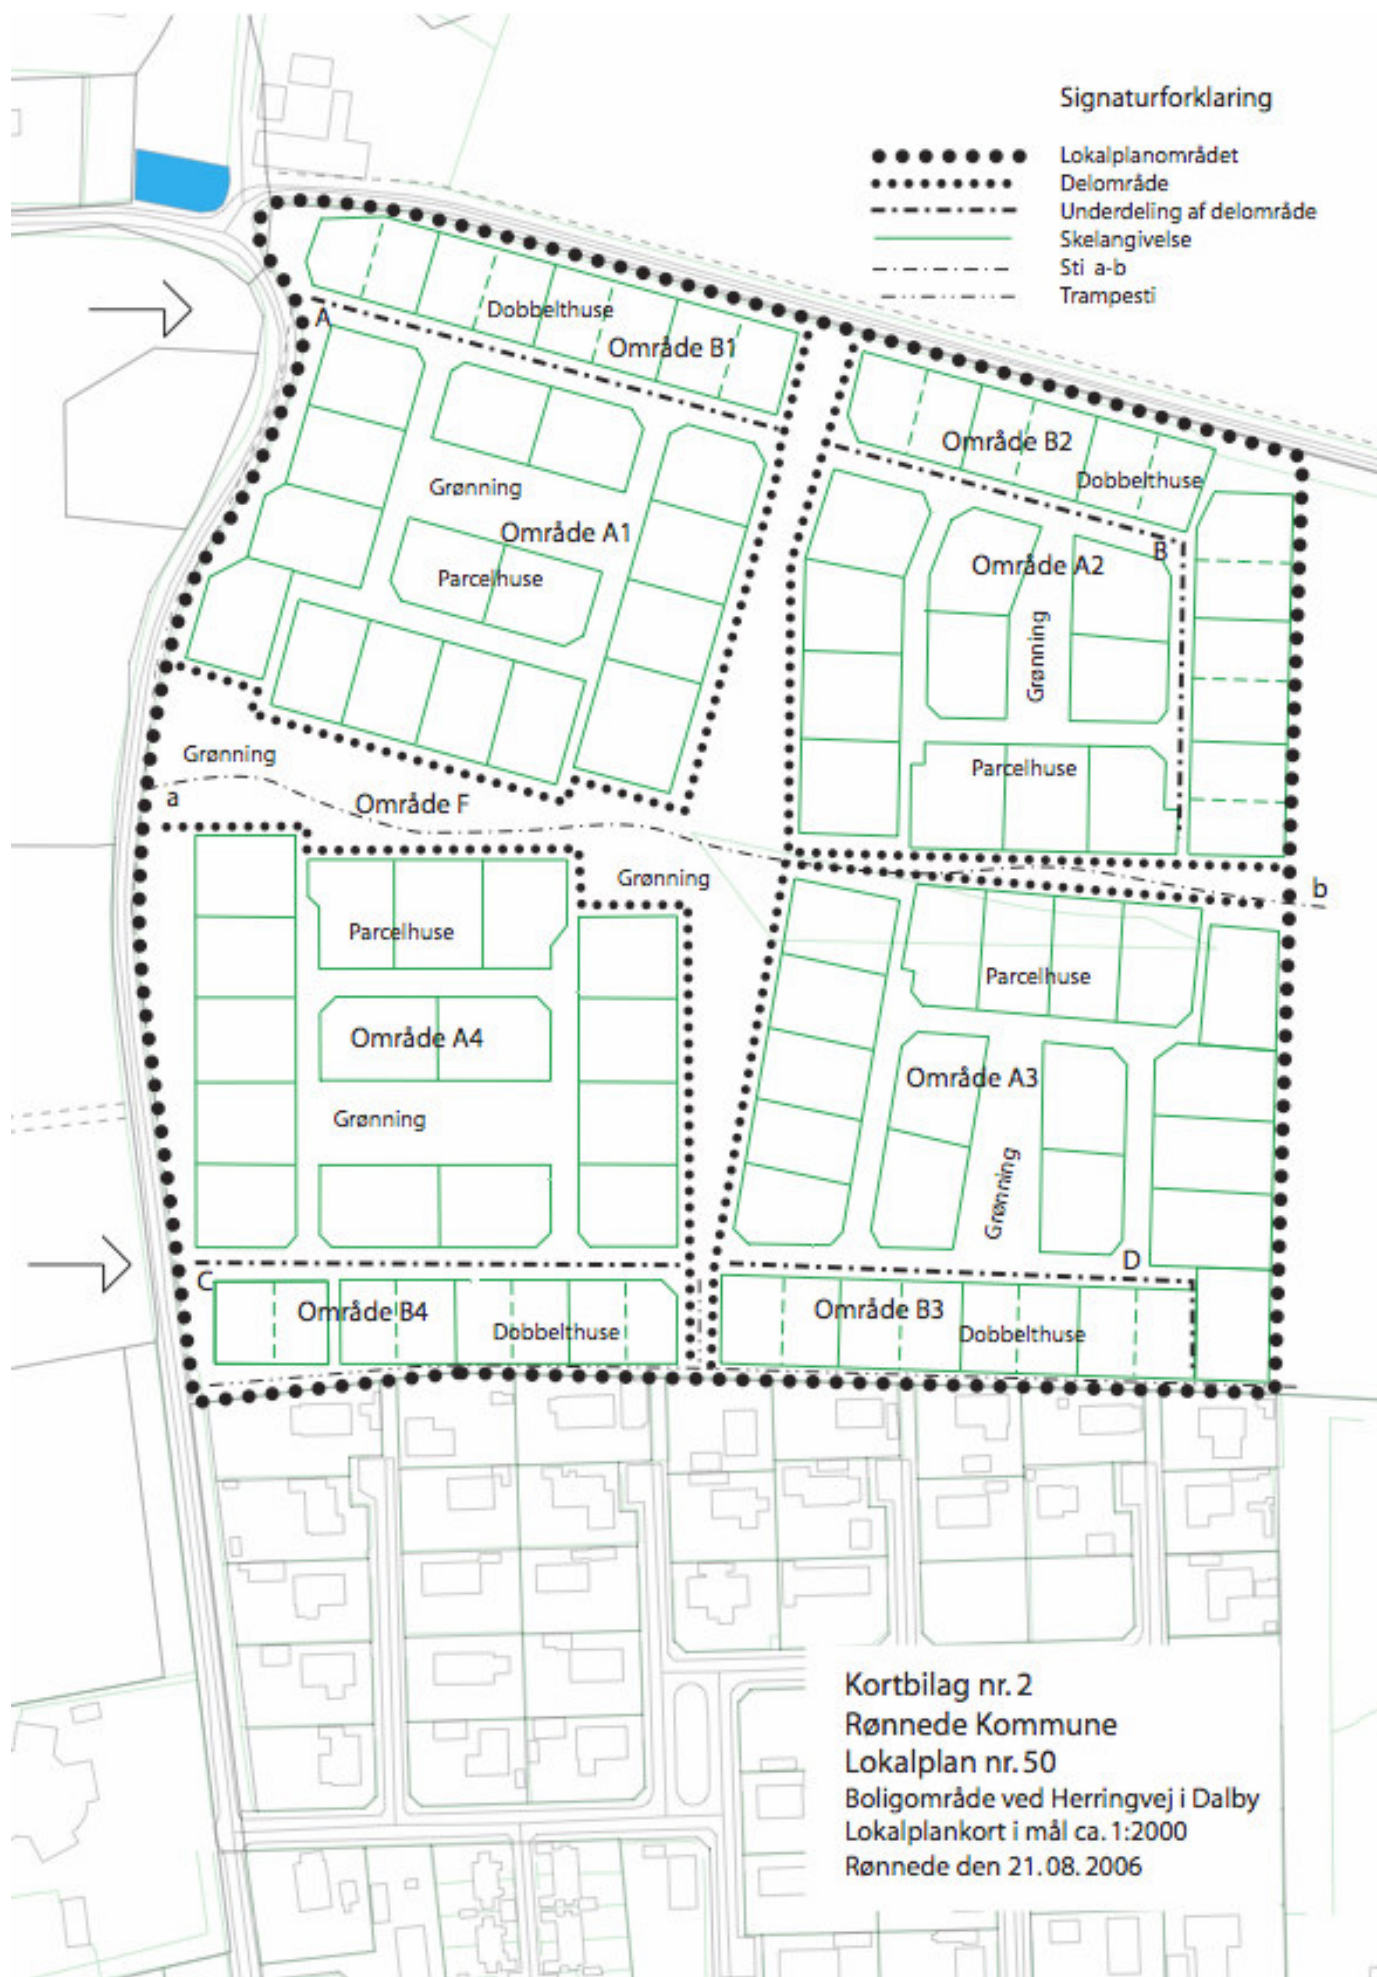 Signaturforklaring
Lokalplanområdet
Delområde
Underdeling af delområde
Skelangivelse
Sti a-b
Trampesti
Dobbelthuse
A
Område B1
Område B2
Dobbelthuse
Grønning
Område A1
Parcelhuse
B
Område A2
Grønning
Parcelhuse
Grønning
a
Område F
Grønning
b
Parcelhuse
Parcelhuse
Område A4
Område A3
Grønning
Grønning
C
D
Område B4
Dobbelthuse
Område B3
Dobbelthuse
Kortbilag nr. 2
Rønnede Kommune
Lokalplan nr. 50
Boligområde ved Herringvej i Dalby
Lokalplankort i mål ca. 1:2000
Rønnede den 21. 08. 2006